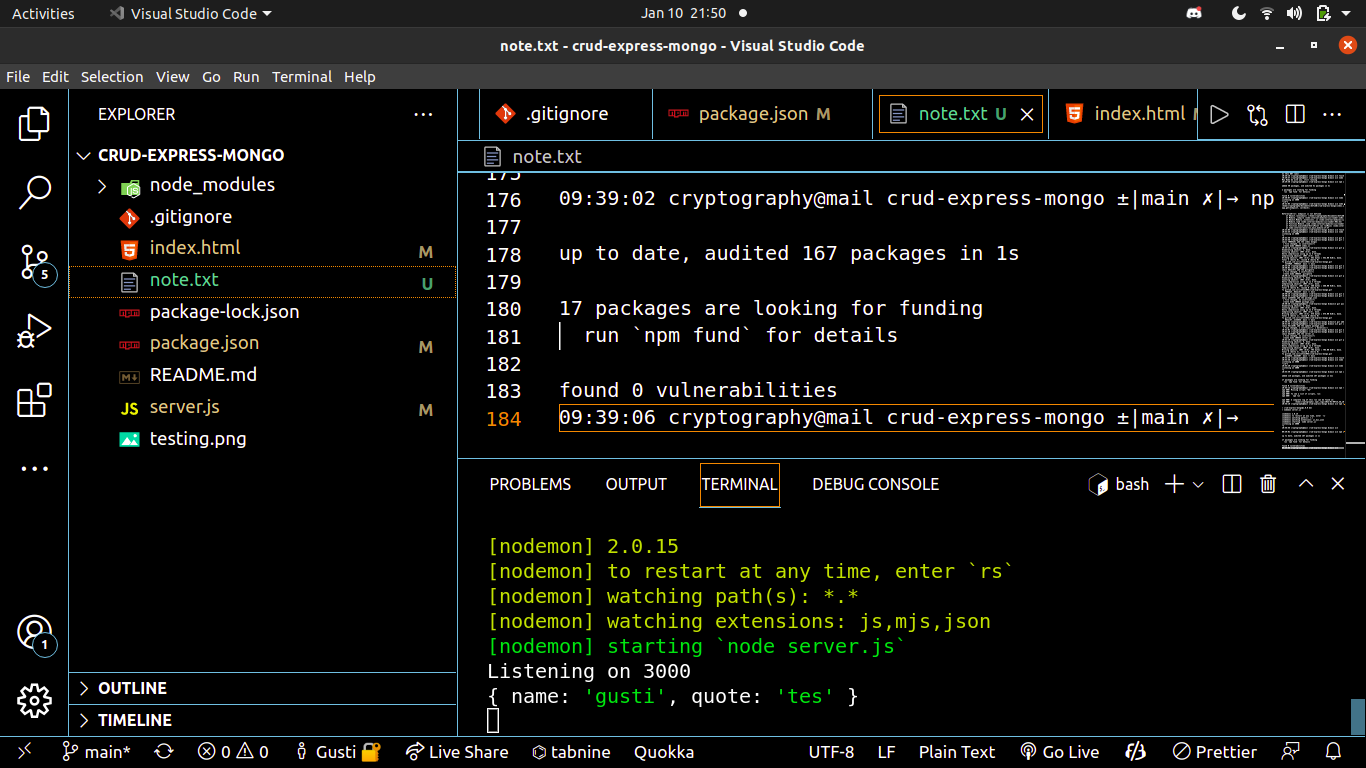 Activities Visual Studio Code Jan 10 21:50
note.txt - crud-express-mongo - Visual Studio Code
File Edit Selection View Go Run Terminal Help
EXPLORER
CRUD-EXPRESS-MONGO
node_modules
.gitignore
index.html M
note.txt U
package-lock.json
package.json M
README.md
server.js M
testing.png
OUTLINE
TIMELINE
5
1
.gitignore package.json M note.txt U index.html
note.txt
175
176 09:39:02 cryptography@mail crud-express-mongo ±|main ✗|→ np
177
178 up to date, audited 167 packages in 1s
179
180 17 packages are looking for funding
181 run `npm fund` for details
182
183 found 0 vulnerabilities
184 09:39:06 cryptography@mail crud-express-mongo ±|main ✗|→
PROBLEMS OUTPUT TERMINAL DEBUG CONSOLE bash
[nodemon] 2.0.15
[nodemon] to restart at any time, enter `rs`
[nodemon] watching path(s): *.*
[nodemon] watching extensions: js,mjs,json
[nodemon] starting `node server.js`
Listening on 3000
{ name: 'gusti', quote: 'tes' }
main* 0 0 Gusti Live Share tabnine Quokka UTF-8 LF Plain Text Go Live Prettier